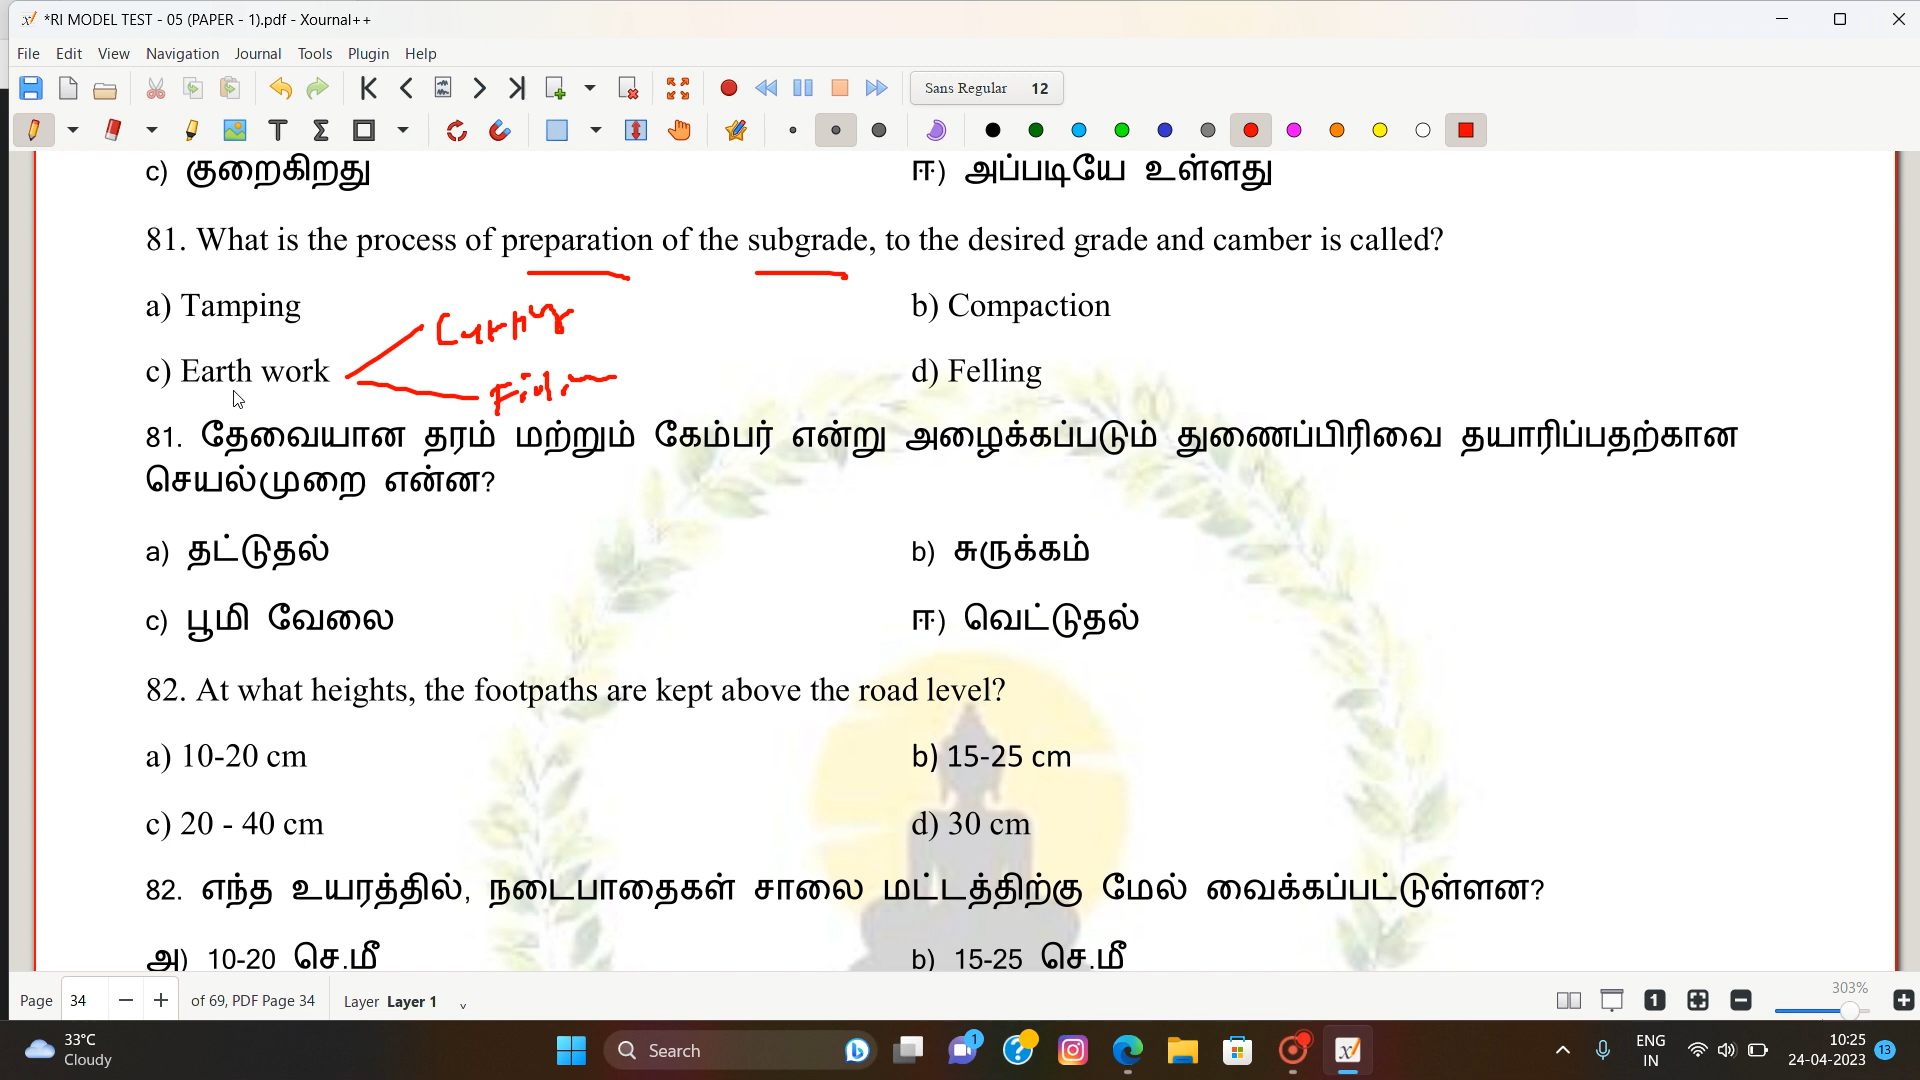 *RI MODEL TEST - 05 (PAPER - 1).pdf - Xournal++
File Edit View Navigation Journal Tools Plugin Help
Sans Regular 12
c) குறைகிறது ஈ) அப்படியே உள்ளது
81. What is the process of preparation of the subgrade, to the desired grade and camber is called?
a) Tamping b) Compaction
Cutting
c) Earth work d) Felling
81. தேவையான தரம் மற்றும் கேம்பர் என்று அழைக்கப்படும் துணைப்பிரிவை தயாரிப்பதற்கான
செயல்முறை என்ன?
a) தட்டுதல் b) சுருக்கம்
c) பூமி வேலை ஈ) வெட்டுதல்
82. At what heights, the footpaths are kept above the road level?
a) 10-20 cm b) 15-25 cm
c) 20 - 40 cm d) 30 cm
82. எந்த உயரத்தில், நடைபாதைகள் சாலை மட்டத்திற்கு மேல் வைக்கப்பட்டுள்ளன?
அ) 10-20 செ.மீ b) 15-25 செ.மீ
Page 34 of 69, PDF Page 34 Layer Layer 1 303%
33°C
Cloudy
Search
1
ENG
IN
10:25
24-04-2023
13